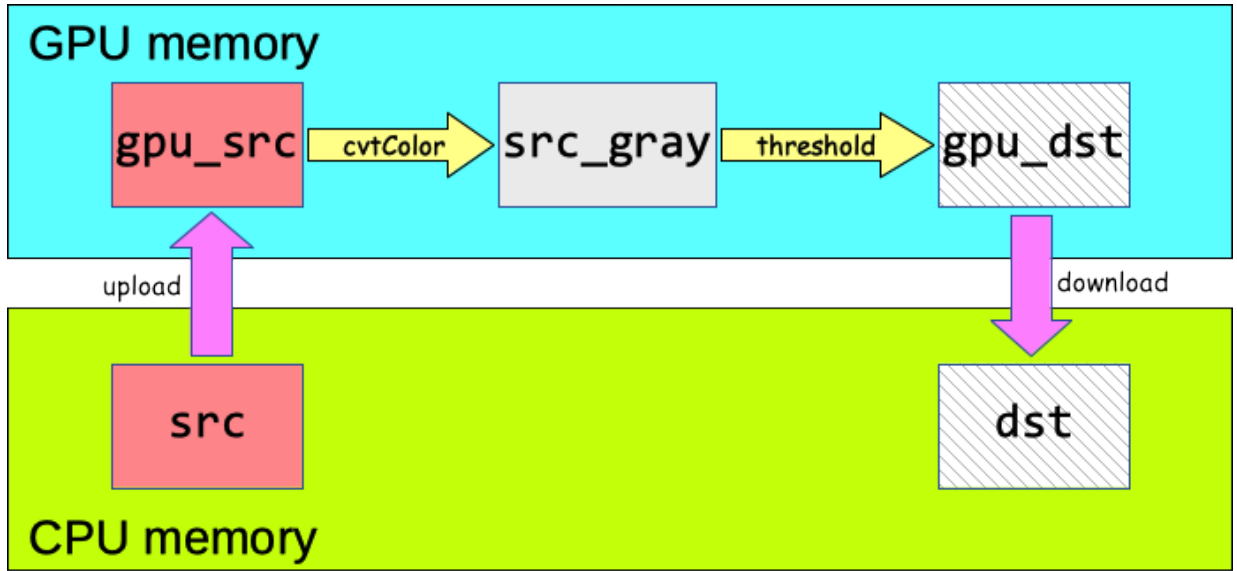 GPU memory
gpu_src
cvtColor
src_gray
threshold
gpu_dst
upload
download
src
dst
CPU memory